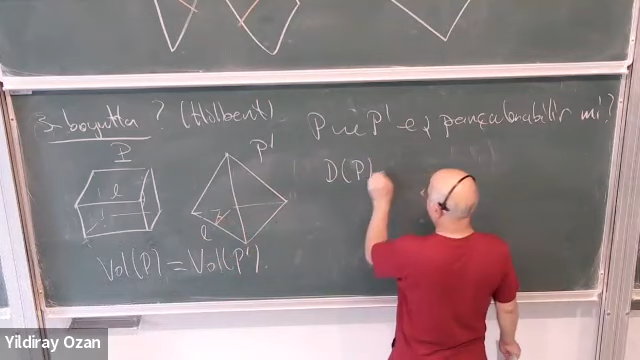 3-boyutta ? (Hilbert)
P ve P' eş parçalanabilir mi?
P
P'
D(P)
l
l
Vol(P) = Vol(P').
Yildiray Ozan